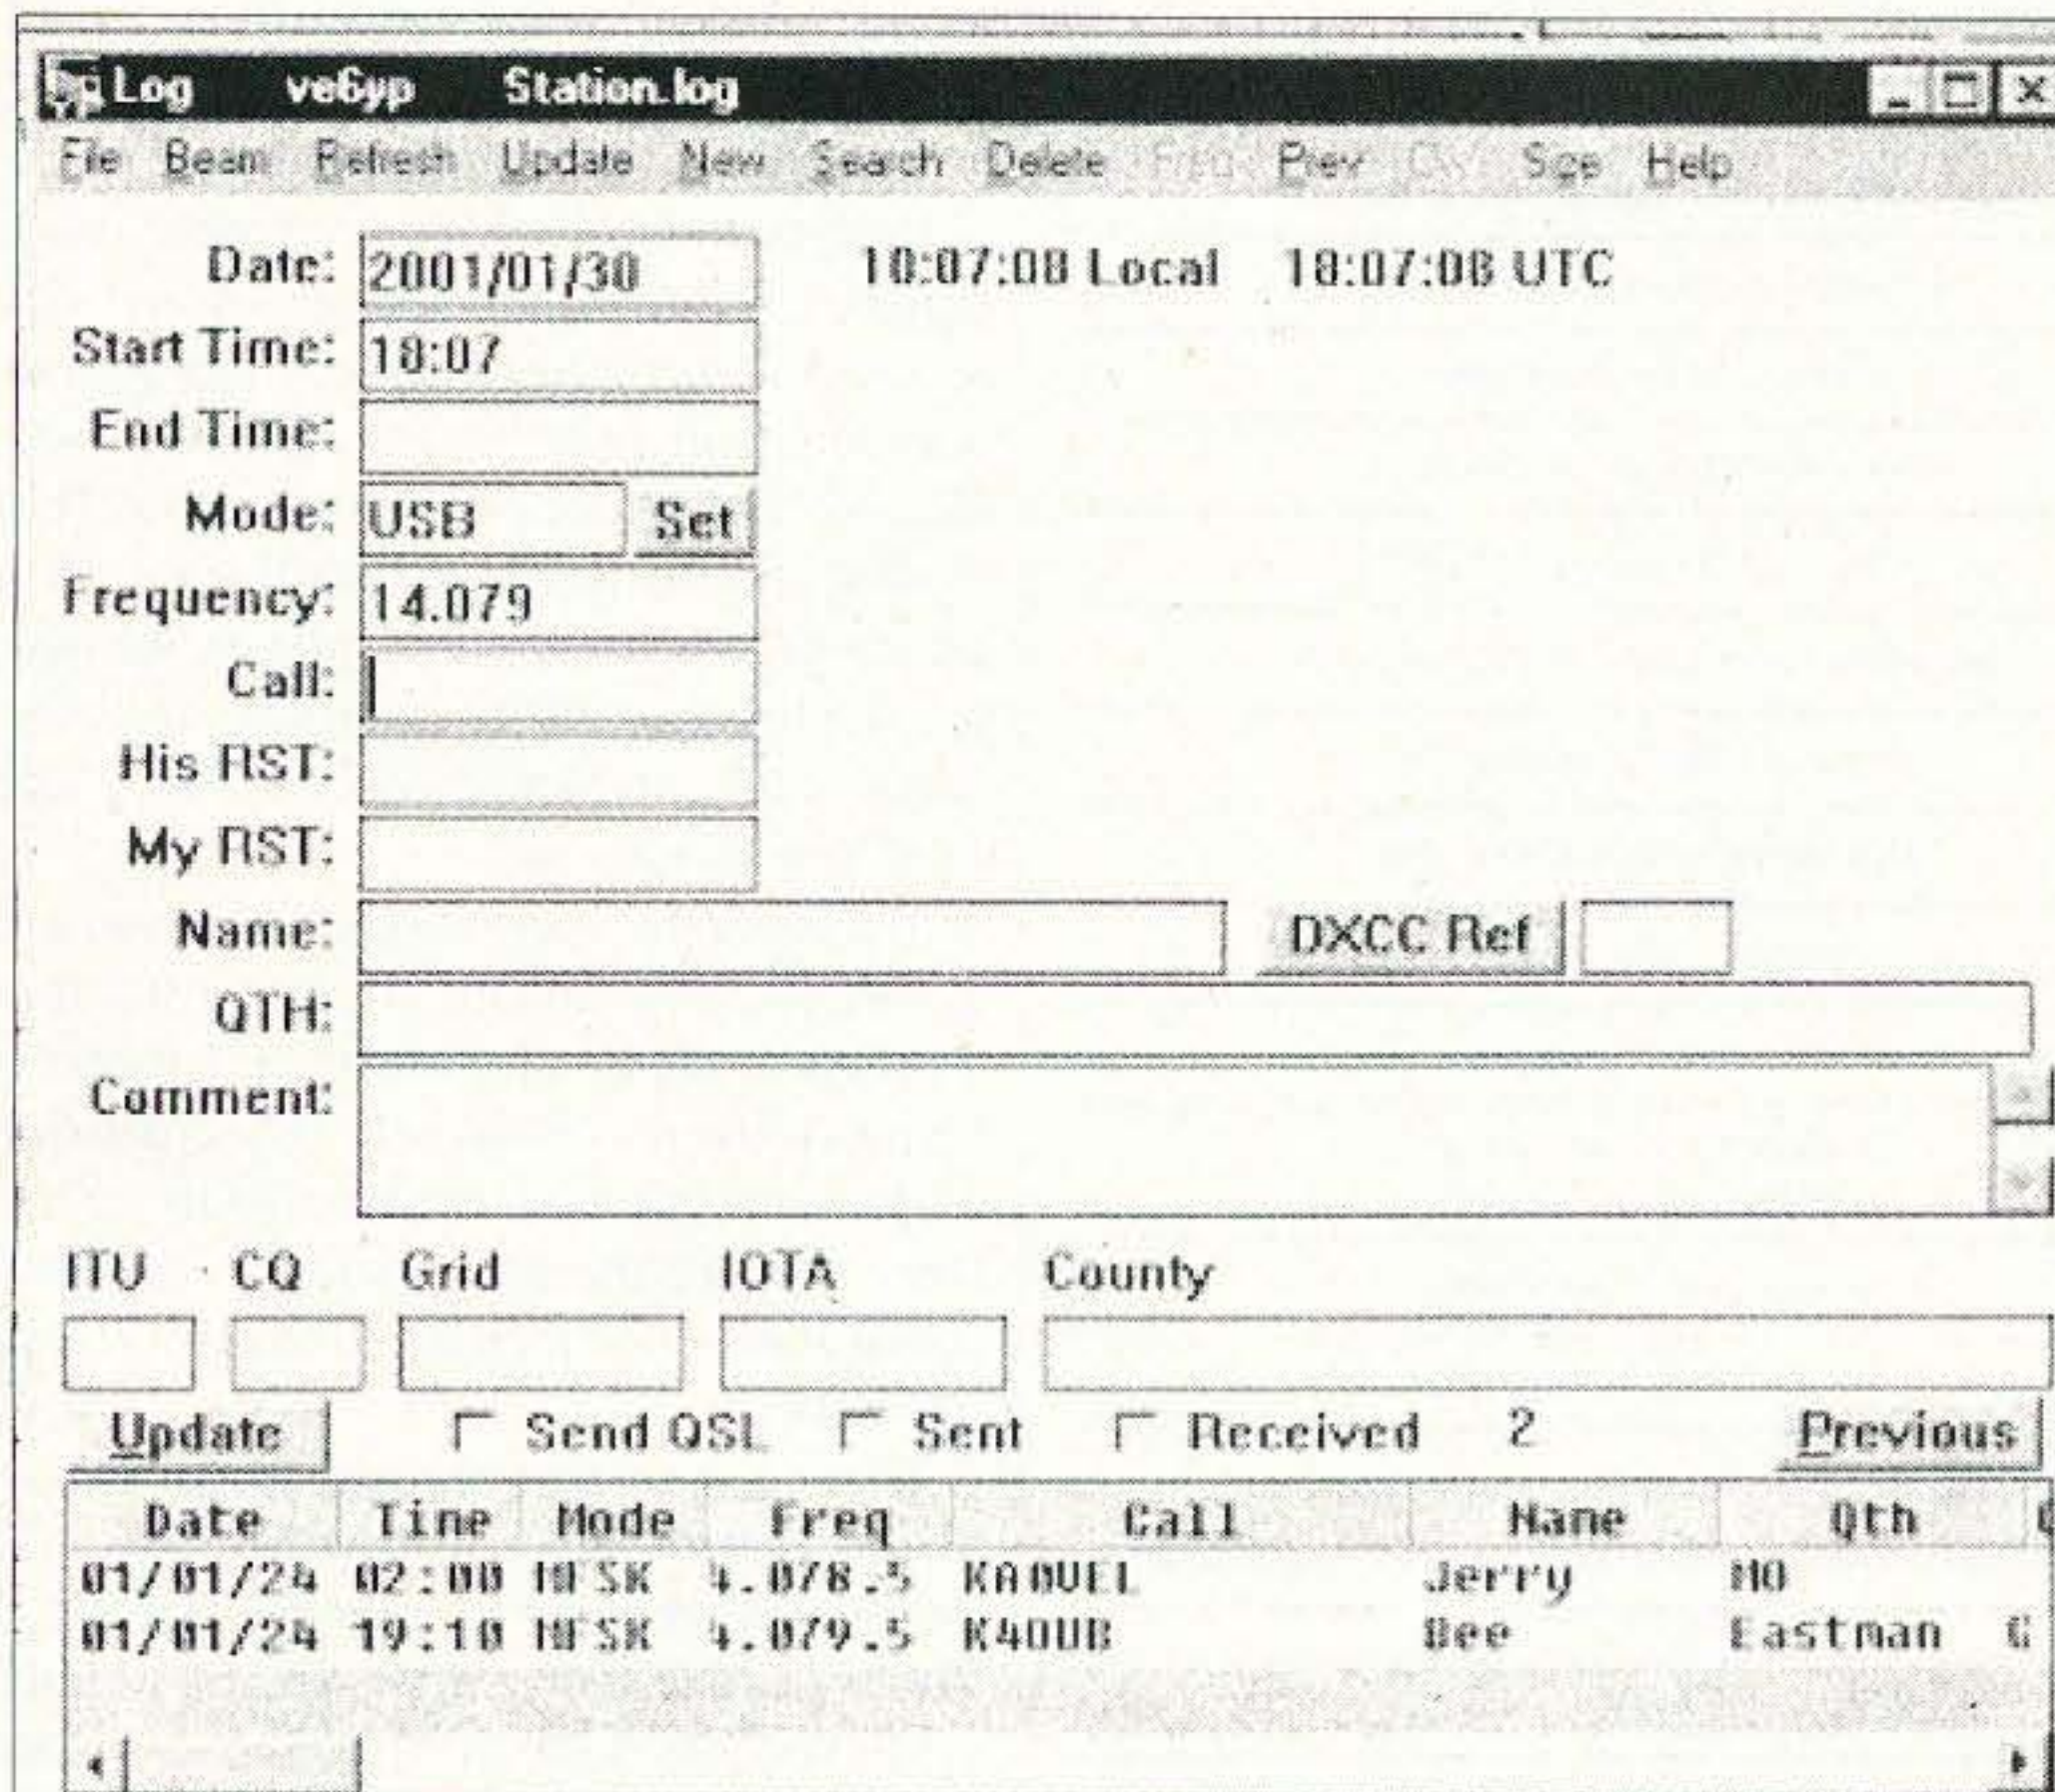 Log ve6yp Station.log
File Beam Refresh Update New Search Delete Freq Prev CW Size Help
Date: 2001/01/30 10:07:08 Local 18:07:08 UTC
Start Time: 18:07
End Time:
Mode: USB Set
Frequency: 14.079
Call:
His RST:
My RST:
Name: DXCC Ref
QTH:
Comment:
ITU CQ Grid IOTA County
Update Send QSL Sent Received 2 Previous
Date Time Mode Freq Call Name Qth
01/01/24 02:00 MFSK 4.078.5 Jerry MO
01/01/24 19:10 MFSK 4.079.5 Dee Eastman G